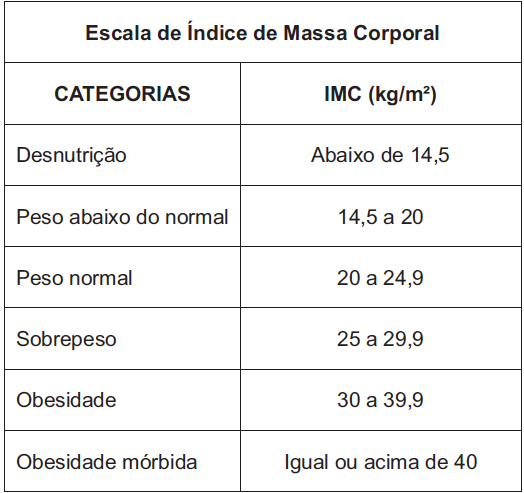 Escala de Índice de Massa Corporal
CATEGORIAS IMC (kg/m²)
Desnutrição Abaixo de 14,5
Peso abaixo do normal 14,5 a 20
Peso normal 20 a 24,9
Sobrepeso 25 a 29,9
Obesidade 30 a 39,9
Obesidade mórbida Igual ou acima de 40